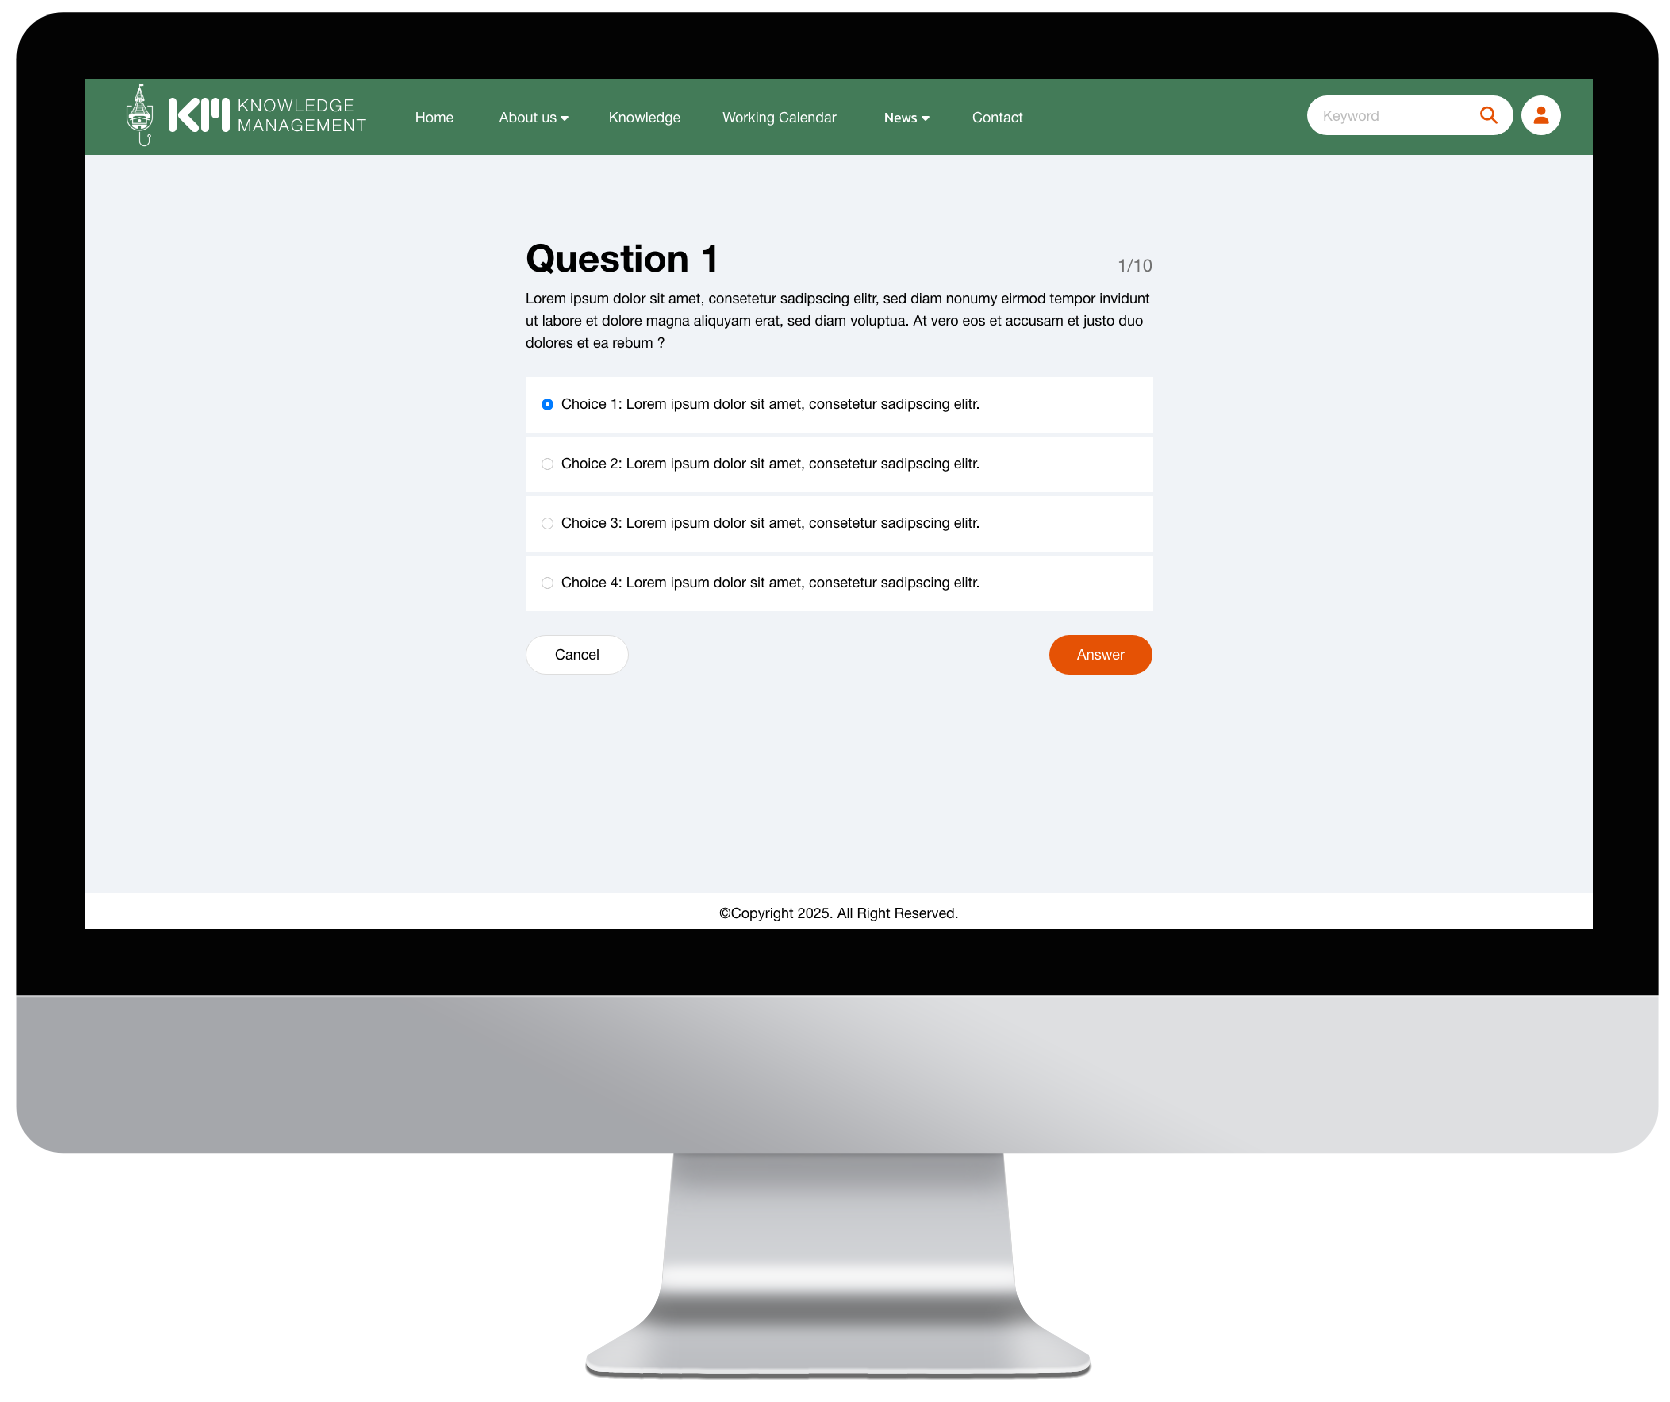 KM KNOWLEDGE
MANAGEMENT
Home About us Knowledge Working Calendar News Contact
Keyword
Question 1
1/10
Lorem ipsum dolor sit amet, consetetur sadipscing elitr, sed diam nonumy eirmod tempor invidunt
ut labore et dolore magna aliquyam erat, sed diam voluptua. At vero eos et accusam et justo duo
dolores et ea rebum ?
Choice 1: Lorem ipsum dolor sit amet, consetetur sadipscing elitr.
Choice 2: Lorem ipsum dolor sit amet, consetetur sadipscing elitr.
Choice 3: Lorem ipsum dolor sit amet, consetetur sadipscing elitr.
Choice 4: Lorem ipsum dolor sit amet, consetetur sadipscing elitr.
Cancel
Answer
©Copyright 2025. All Right Reserved.